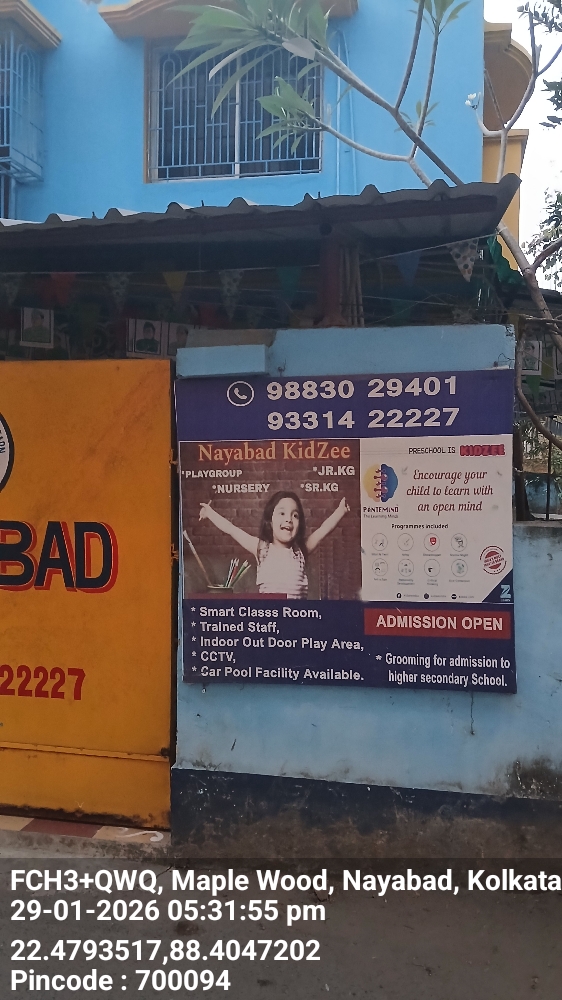 98830 29401
93314 22227
Nayabad KidZee
*PLAYGROUP
*JR.KG
*NURSERY
*SR.KG
PRESCHOOL IS KIDZEE
PENTEMIND
Encourage your
child to learn with
an open mind
Programmes included
ADMISSION OPEN
* Smart Classs Room,
* TraIned Staff,
* Indoor Out Door Play Area,
* CCTV,
* Car Pool Facility Available.
* Grooming for admission to
higher secondary School.
BAD
22227
FCH3+QWQ, Maple Wood, Nayabad, Kolkata
29-01-2026 05:31:55 pm
22.4793517,88.4047202
Pincode : 700094